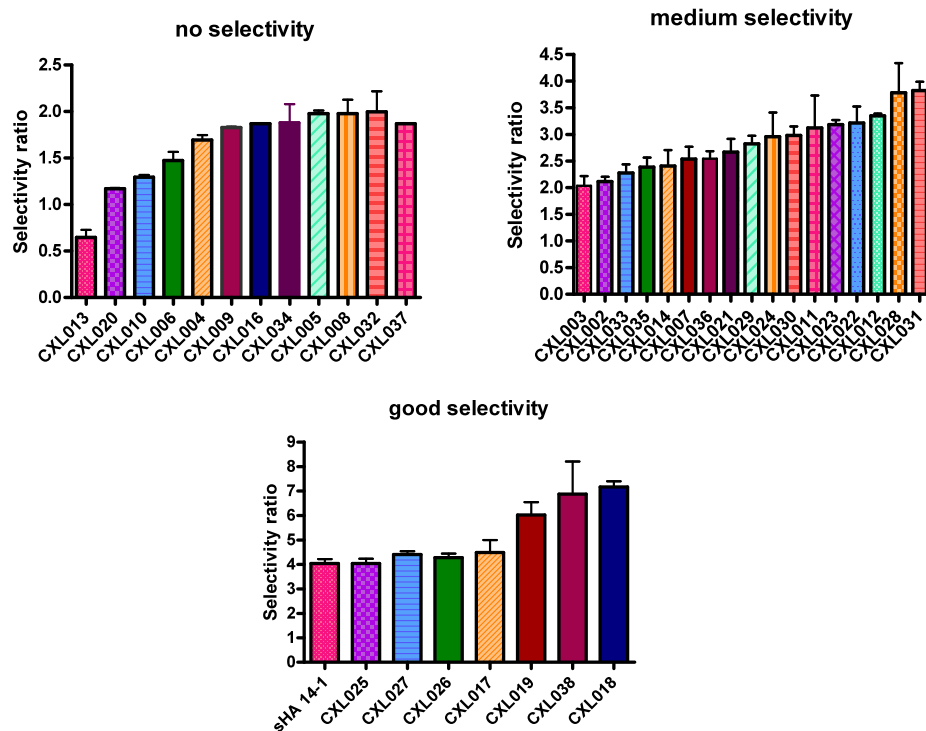 no selectivity
Selectivity ratio
2.5
2.0
1.5
1.0
0.5
0.0
CXL013
CXL020
CXL010
CXL006
CXL004
CXL009
CXL016
CXL034
CXL005
CXL008
CXL032
CXL037
medium selectivity
Selectivity ratio
4.5
4.0
3.5
3.0
2.5
2.0
1.5
1.0
0.5
0.0
CXL003
CXL002
CXL033
CXL035
CXL014
CXL007
CXL036
CXL021
CXL029
CXL024
CXL030
CXL011
CXL023
CXL022
CXL012
CXL028
CXL031
good selectivity
Selectivity ratio
9
8
7
6
5
4
3
2
1
0
sHA 14-1
CXL025
CXL027
CXL026
CXL017
CXL019
CXL038
CXL018